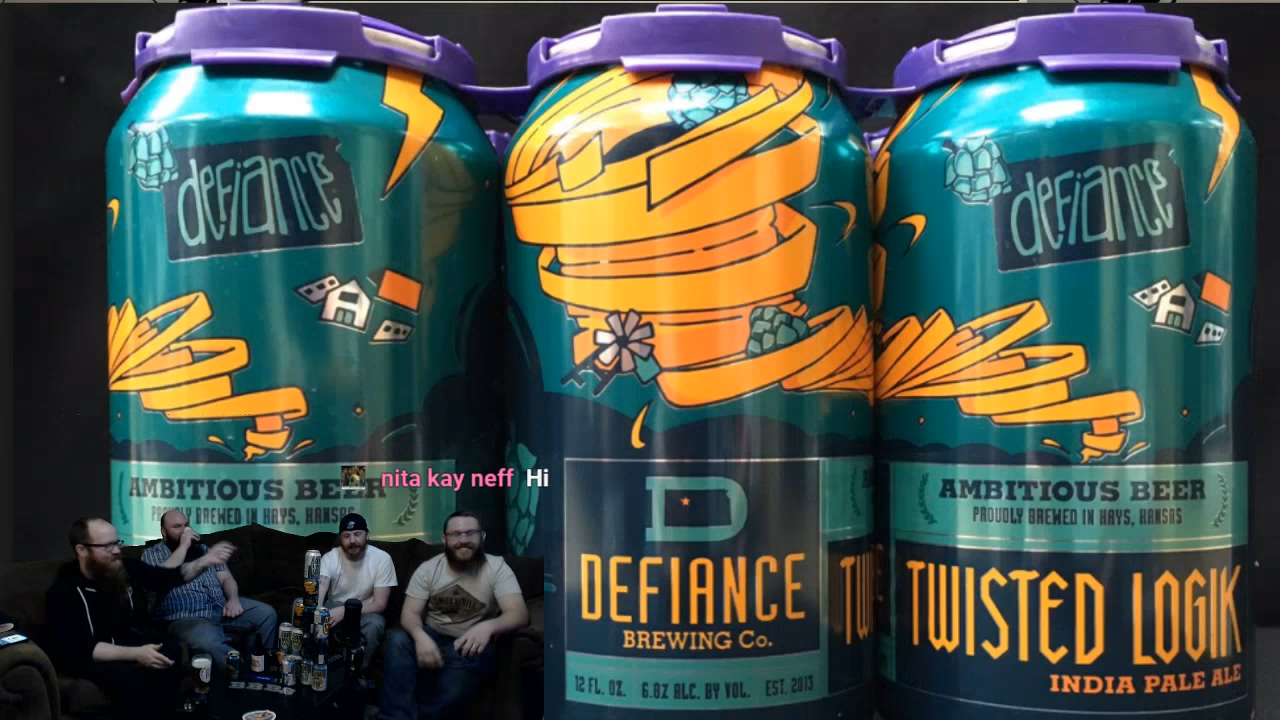 defiance
defiance
nita kay neff Hi
AMBITIOUS BEER
PROUDLY BREWED IN HAYS, KANSAS
D
DEFIANCE
BREWING Co.
12 FL. OZ. 6.8% ALC. BY VOL. EST. 2013
AMBITIOUS BEER
PROUDLY BREWED IN HAYS, KANSAS
TWISTED LOGIK
INDIA PALE ALE
TW
BBBS